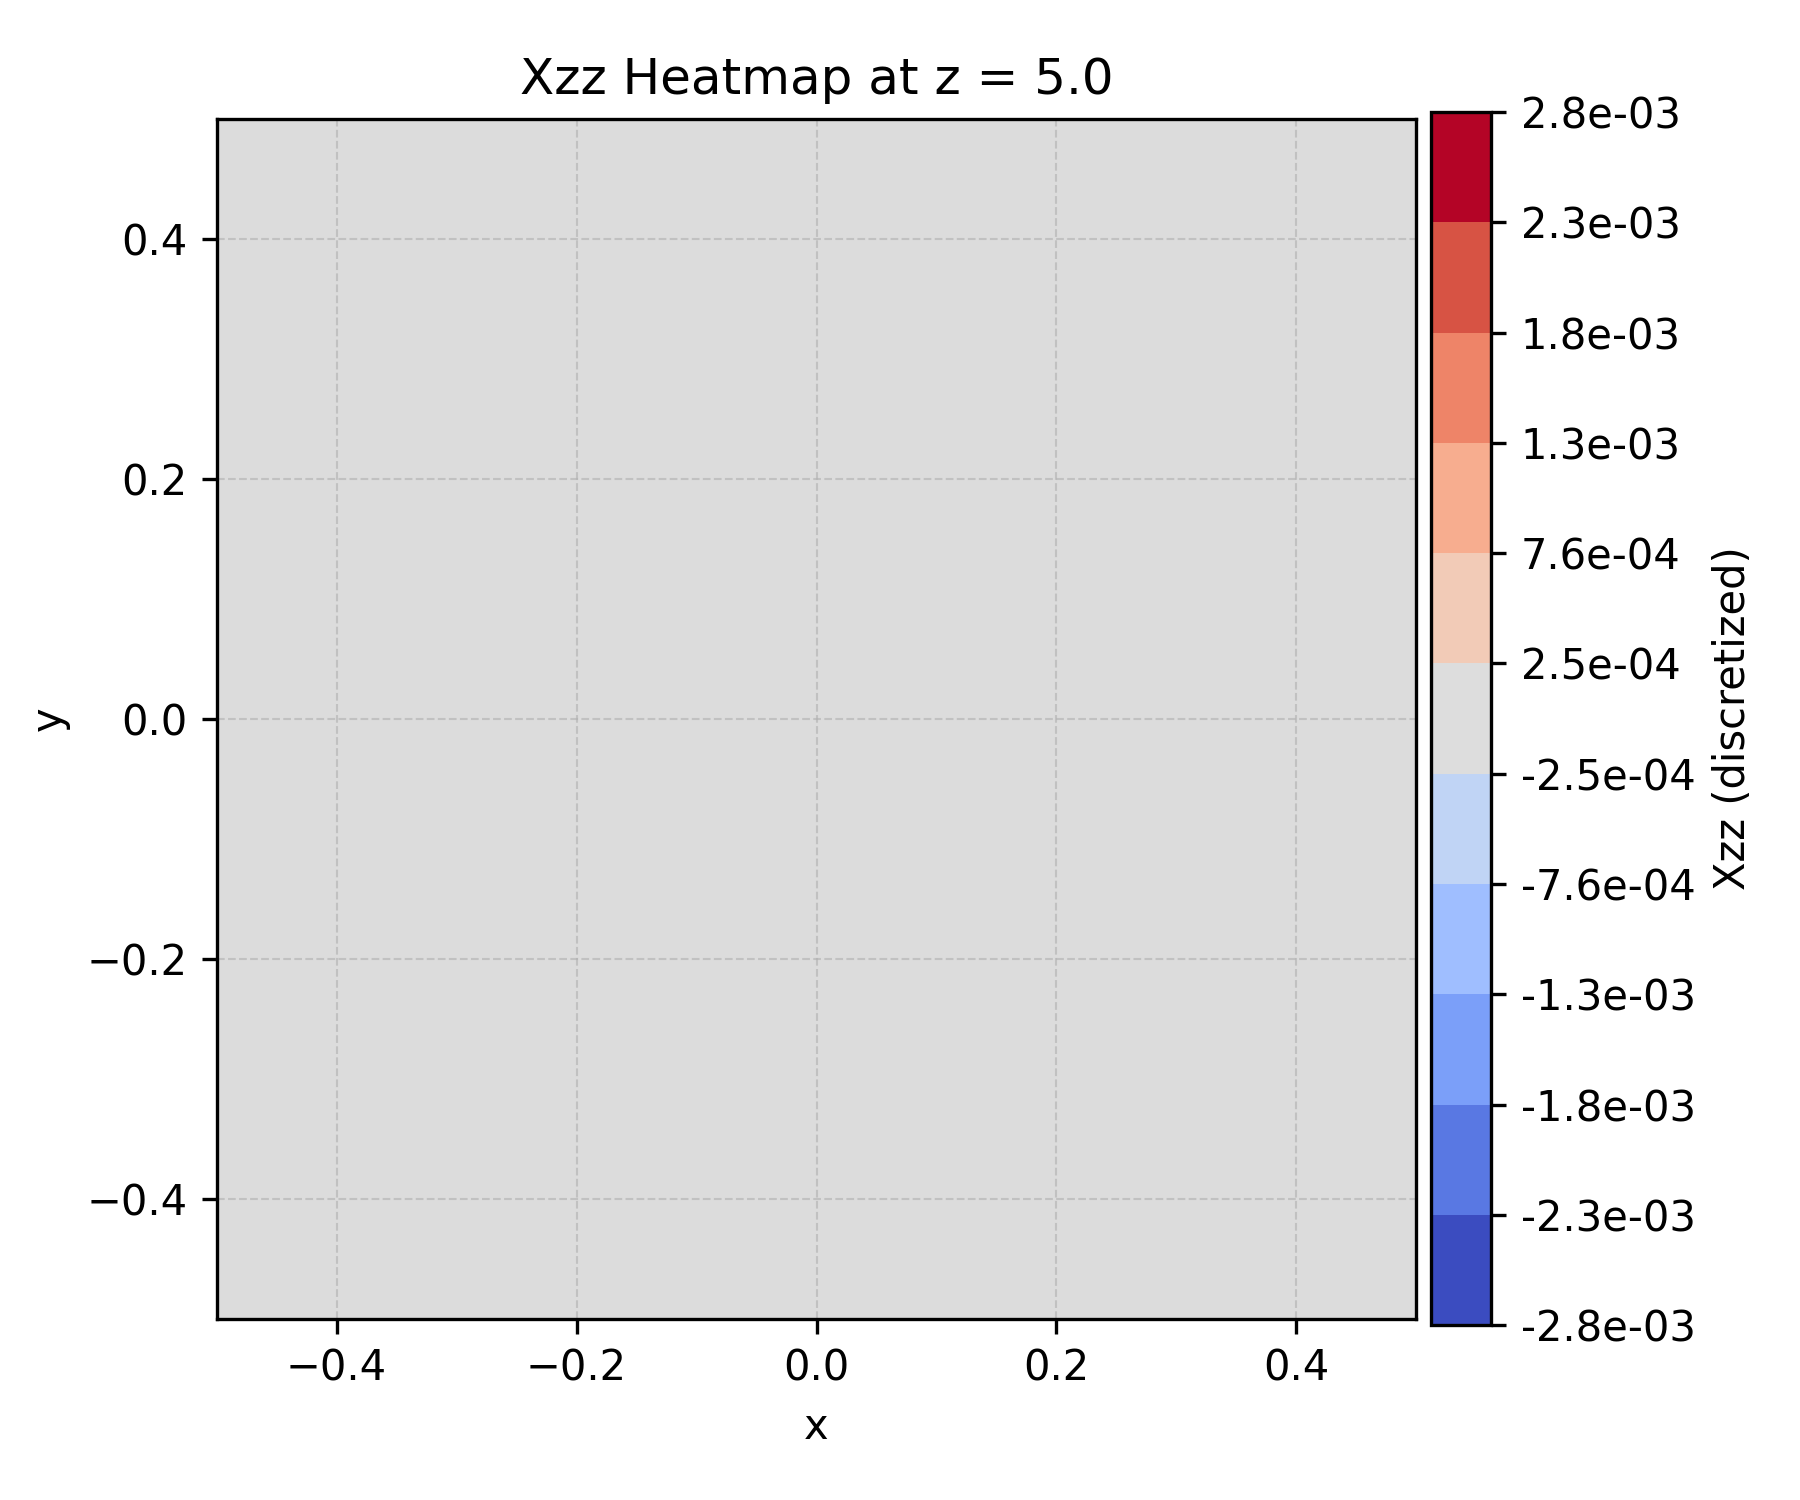 Xzz Heatmap at z = 5.0
y
0.4
0.2
0.0
−0.2
−0.4
−0.4
−0.2
0.0
0.2
0.4
x
2.8e-03
2.3e-03
1.8e-03
1.3e-03
7.6e-04
2.5e-04
-2.5e-04
-7.6e-04
-1.3e-03
-1.8e-03
-2.3e-03
-2.8e-03
Xzz (discretized)